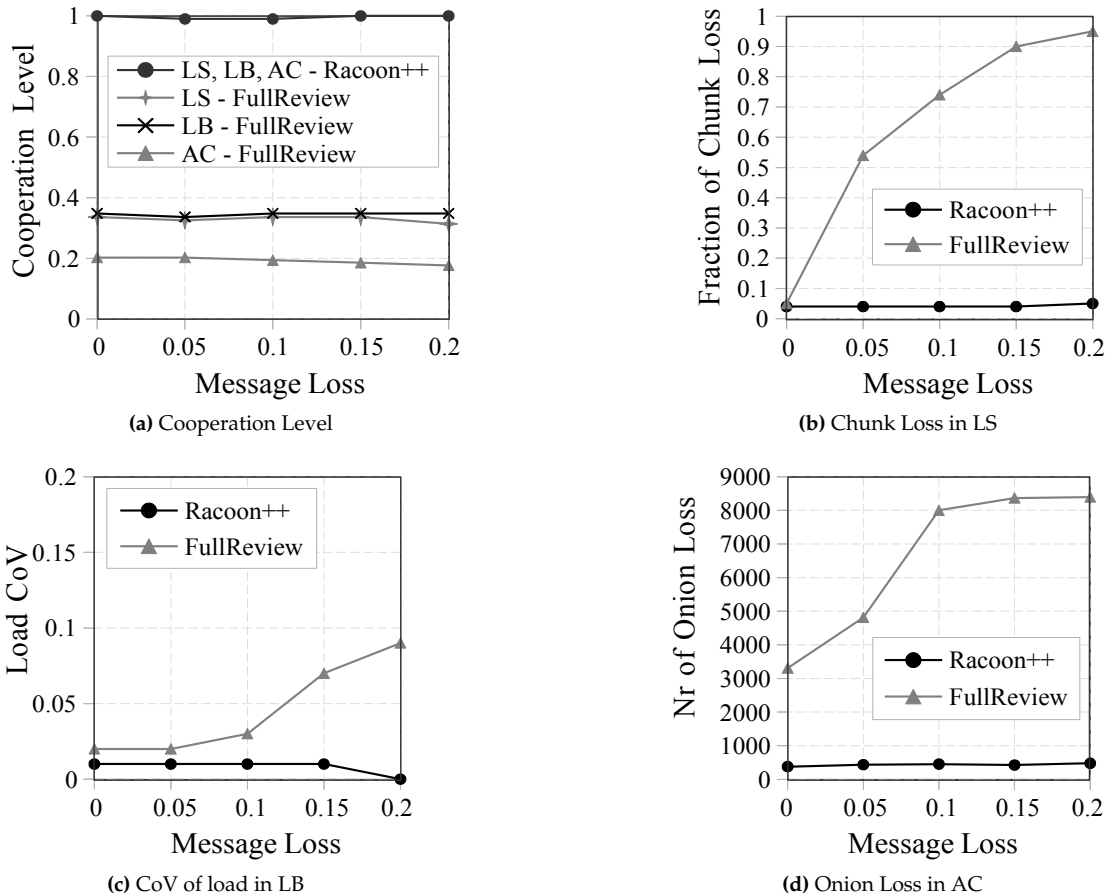 1
0.8
0.6
0.4
0.2
0
Cooperation Level
LS, LB, AC - Racoon++
LS - FullReview
LB - FullReview
AC - FullReview
0 0.05 0.1 0.15 0.2
Message Loss
(a) Cooperation Level
1
0.9
0.8
0.7
0.6
0.5
0.4
0.3
0.2
0.1
0
Fraction of Chunk Loss
Racoon++
FullReview
0 0.05 0.1 0.15 0.2
Message Loss
(b) Chunk Loss in LS
0.2
0.15
0.1
0.05
0
Load CoV
Racoon++
FullReview
0 0.05 0.1 0.15 0.2
Message Loss
(c) CoV of load in LB
9000
8000
7000
6000
5000
4000
3000
2000
1000
0
Nr of Onion Loss
Racoon++
FullReview
0 0.05 0.1 0.15 0.2
Message Loss
(d) Onion Loss in AC